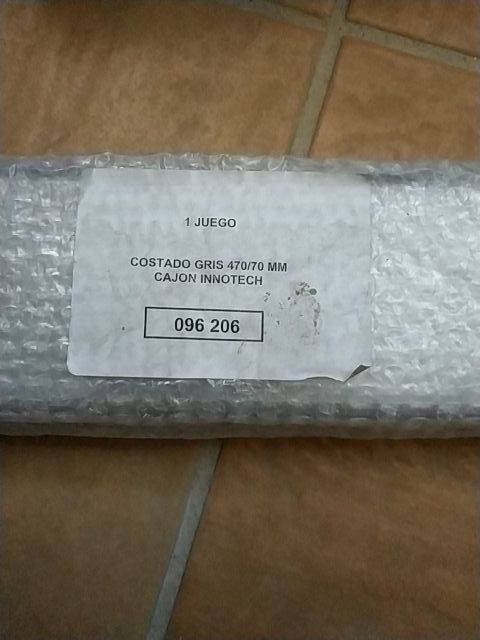 1 JUEGO
COSTADO GRIS 470/70 MM
CAJON INNOTECH
096 206